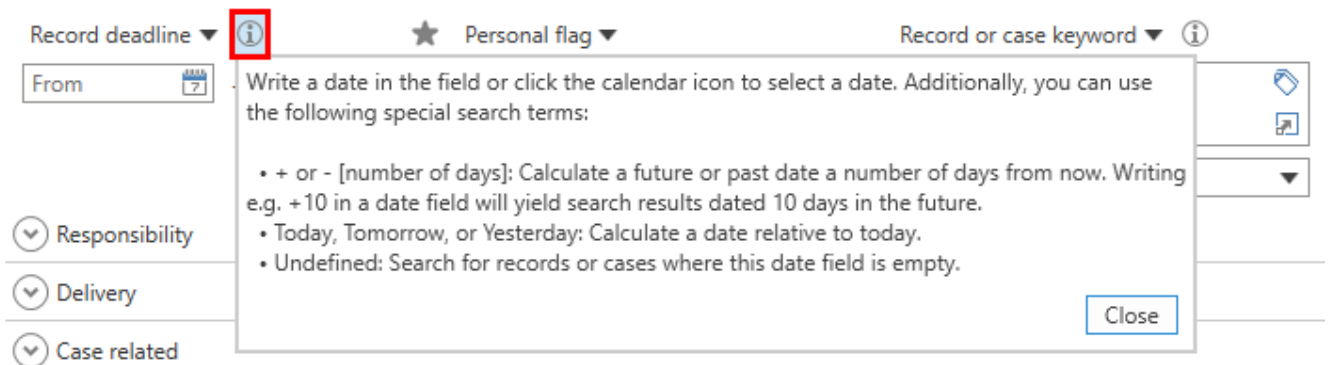 Record deadline Personal flag Record or case keyword
From
7
Write a date in the field or click the calendar icon to select a date. Additionally, you can use
the following special search terms:
• + or - [number of days]: Calculate a future or past date a number of days from now. Writing
e.g. +10 in a date field will yield search results dated 10 days in the future.
• Today, Tomorrow, or Yesterday: Calculate a date relative to today.
• Undefined: Search for records or cases where this date field is empty.
Close
Responsibility
Delivery
Case related